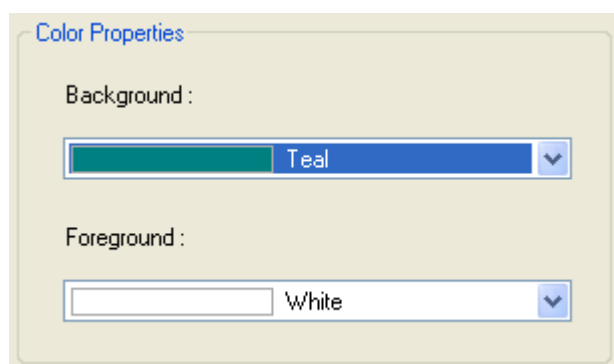 Color Properties
Background :
Teal
Foreground :
White